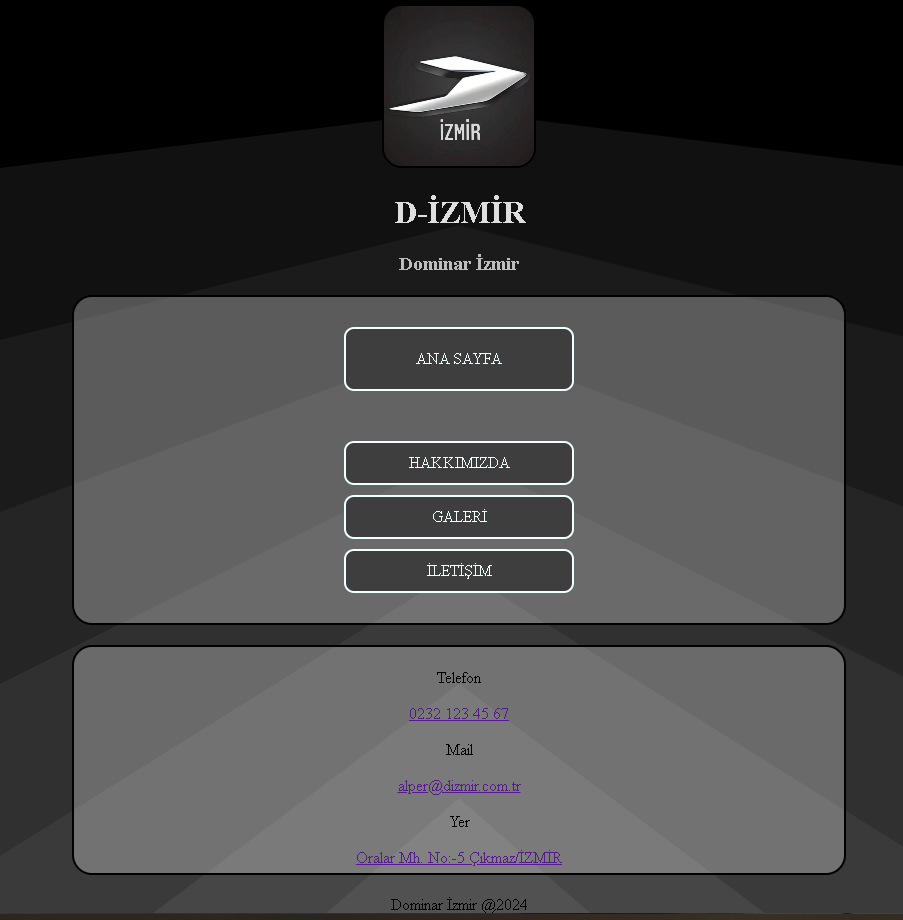 İZMİR
D-İZMİR
Dominar İzmir
ANA SAYFA
HAKKIMIZDA
GALERİ
İLETİŞİM
Telefon
0232 123 45 67
Mail
alper@dizmir.com.tr
Yer
Oralar Mh. No:-5 Çıkmaz/İZMİR
Dominar İzmir @2024